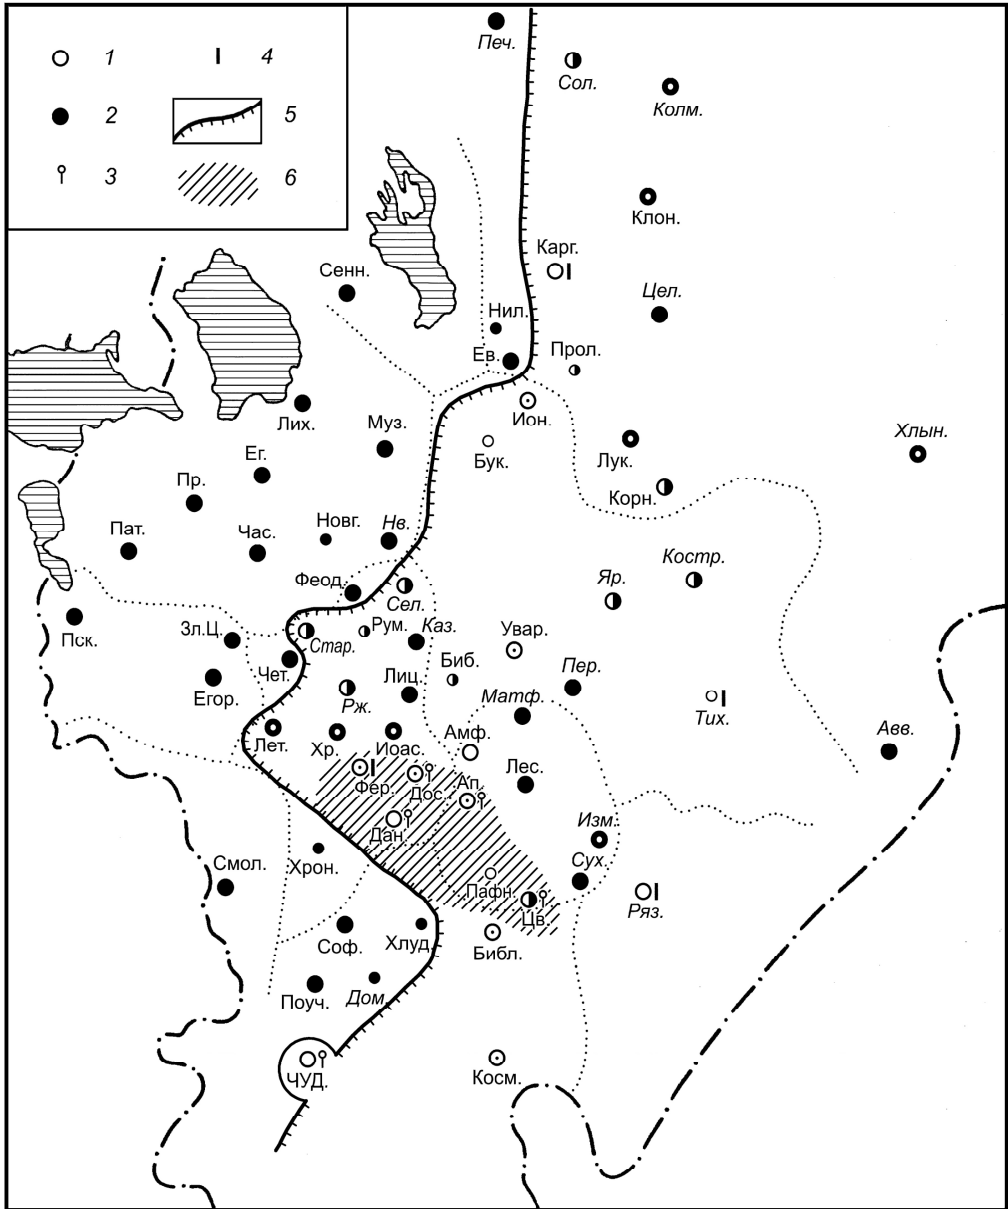 1
4
2
5
3
6
Печ.
Сол.
Колм.
Клон.
Карг.
Сенн.
Цел.
Нил.
Ев.
Прол.
Ион.
Лих.
Муз.
Бук.
Лук.
Хлын.
Ег.
Корн.
Пр.
Новг.
Нв.
Пат.
Час.
Костр.
Феод.
Сел.
Яр.
Пск.
Зл.Ц.
Стар.
Рум.
Каз.
Увар.
Чет.
Биб.
Пер.
Егор.
Рж.
Лиц.
Матф.
Тих.
Лет.
Хр.
Иоас.
Амф.
Авв.
Фер.
Дос.
Ап.
Лес.
Дан.
Изм.
Хрон.
Сух.
Смол.
Пафн.
Ряз.
Цв.
Соф.
Хлуд.
Библ.
Поуч.
Дом.
ЧУД.
Косм.